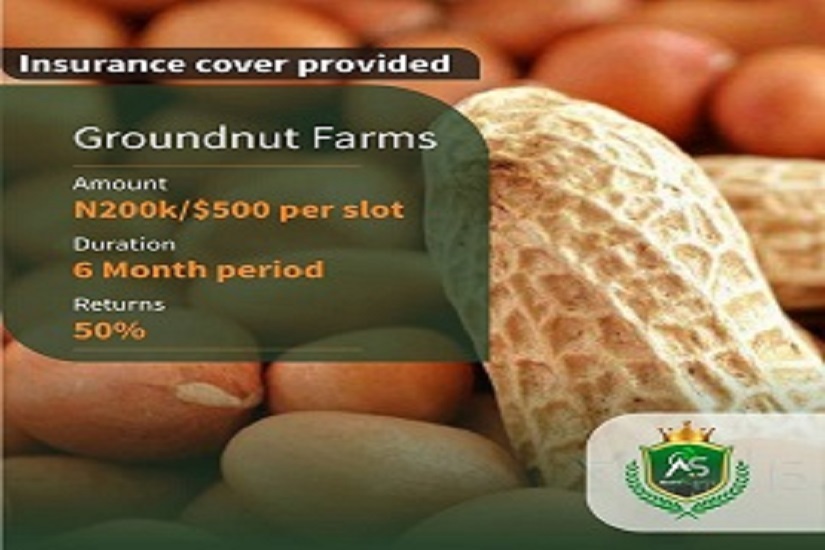 Insurance cover provided
Groundnut Farms
Amount
N200k/$500 per slot
Duration
6 Month period
Returns
50%
AS